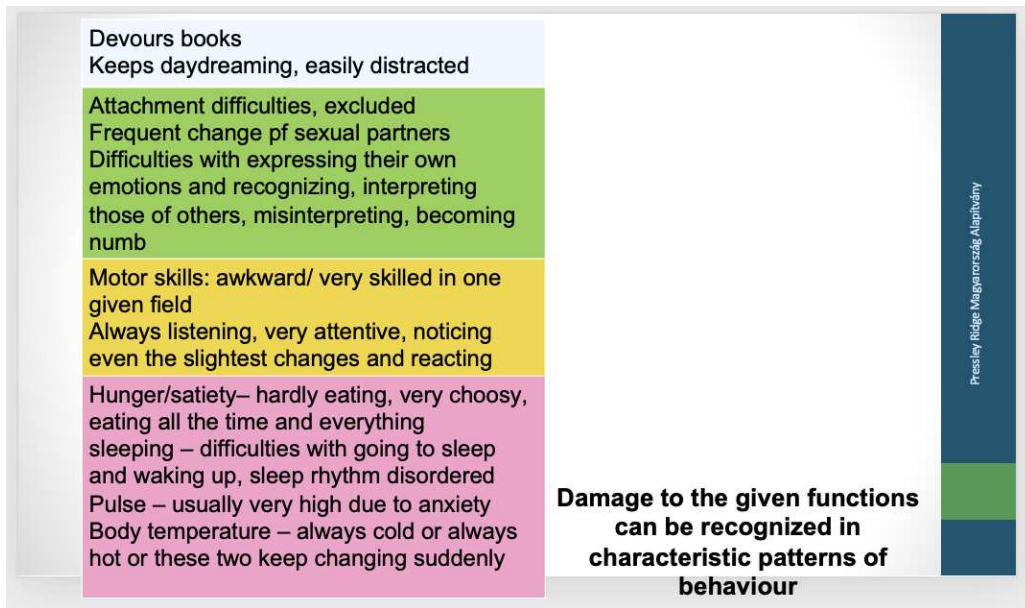 Devours books
Keeps daydreaming, easily distracted
Attachment difficulties, excluded
Frequent change pf sexual partners
Difficulties with expressing their own
emotions and recognizing, interpreting
those of others, misinterpreting, becoming
numb
Motor skills: awkward/ very skilled in one
given field
Always listening, very attentive, noticing
even the slightest changes and reacting
Hunger/satiety– hardly eating, very choosy,
eating all the time and everything
sleeping – difficulties with going to sleep
and waking up, sleep rhythm disordered
Pulse – usually very high due to anxiety
Body temperature – always cold or always
hot or these two keep changing suddenly
Damage to the given functions
can be recognized in
characteristic patterns of
behaviour
Pressley Ridge Magyarország Alapítvány